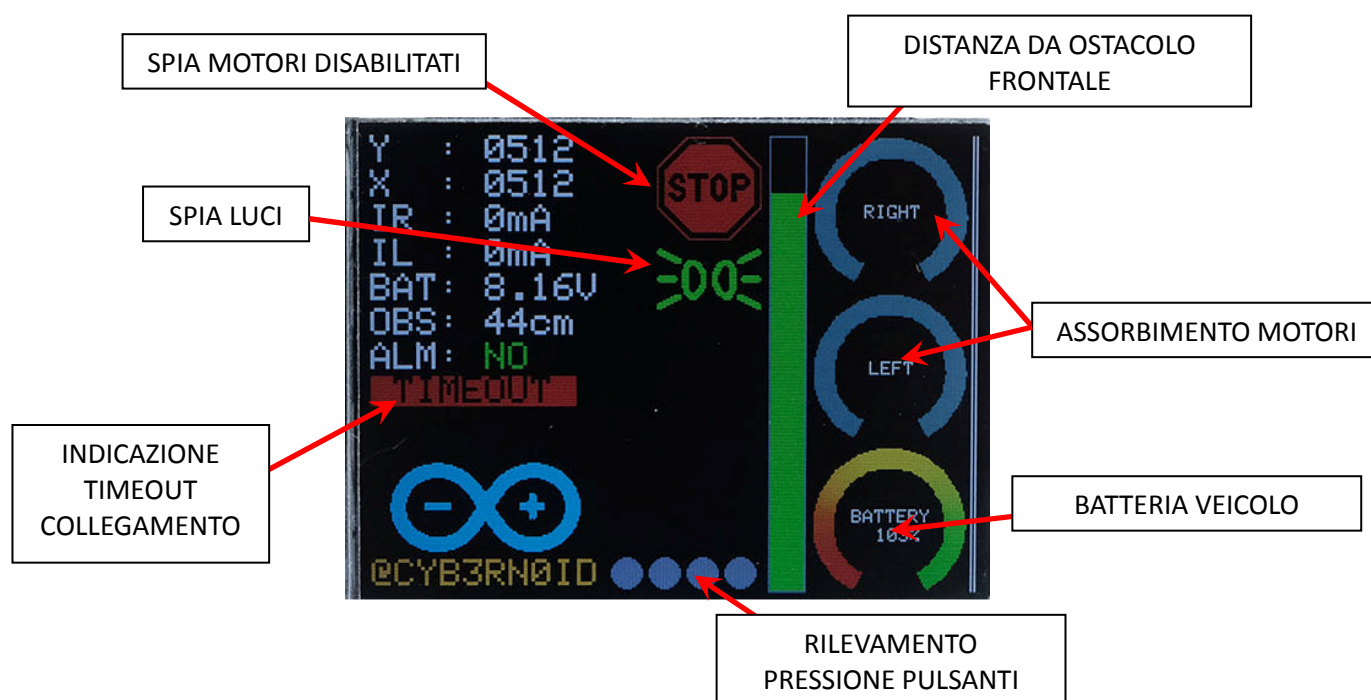 SPIA MOTORI DISABILITATI
DISTANZA DA OSTACOLO
FRONTALE
SPIA LUCI
Y : 0512
X : 0512
IR : 0mA
IL : 0mA
BAT: 8.16V
OBS: 44cm
ALM: NO
TIMEOUT
STOP
RIGHT
LEFT
ASSORBIMENTO MOTORI
INDICAZIONE
TIMEOUT
COLLEGAMENTO
- +
@CYB3RN0ID
BATTERY
103%
BATTERIA VEICOLO
RILEVAMENTO
PRESSIONE PULSANTI